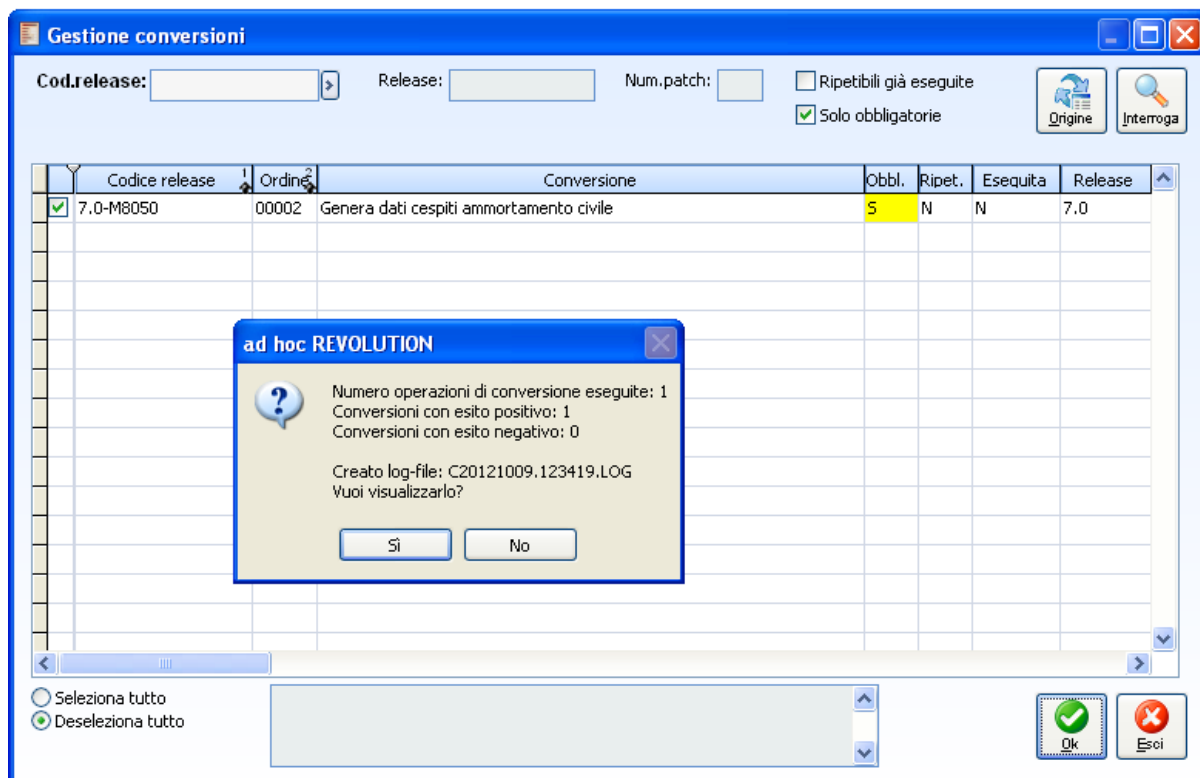 Gestione conversioni
Cod.release: Release: Num.patch: Ripetibili già eseguite
Solo obbligatorie
Origine Interroga
Codice release 1 Ordine 2 Conversione Obbl. Ripet. Eseguita Release
7.0-M8050 00002 Genera dati cespiti ammortamento civile S N N 7.0
ad hoc REVOLUTION
Numero operazioni di conversione eseguite: 1
Conversioni con esito positivo: 1
Conversioni con esito negativo: 0
Creato log-file: C20121009.123419.LOG
Vuoi visualizzarlo?
Sì No
Seleziona tutto
Deseleziona tutto
Ok Esci